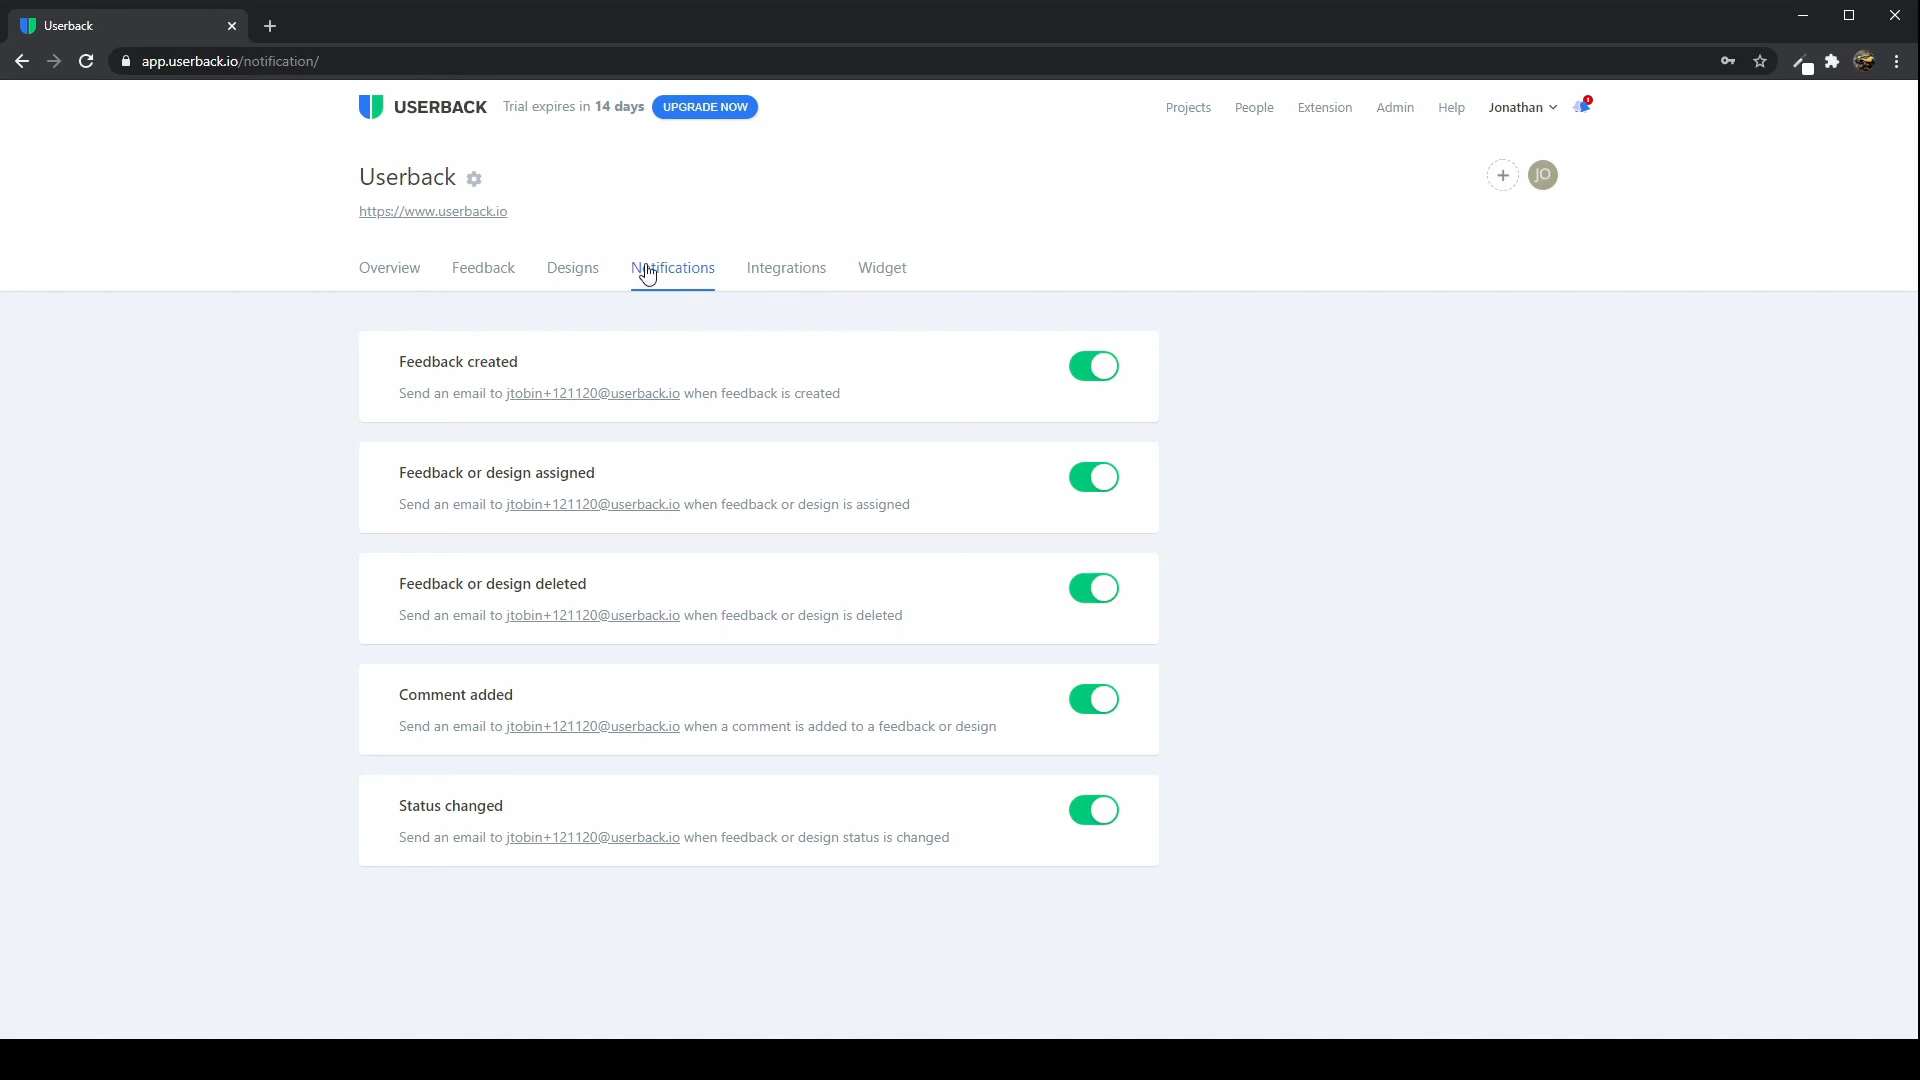 Userback
app.userback.io/notification/
USERBACK Trial expires in 14 days UPGRADE NOW Projects People Extension Admin Help Jonathan 1
Userback JO
https://www.userback.io
Overview Feedback Designs Notifications Integrations Widget
Feedback created
Send an email to jtobin+121120@userback.io when feedback is created
Feedback or design assigned
Send an email to jtobin+121120@userback.io when feedback or design is assigned
Feedback or design deleted
Send an email to jtobin+121120@userback.io when feedback or design is deleted
Comment added
Send an email to jtobin+121120@userback.io when a comment is added to a feedback or design
Status changed
Send an email to jtobin+121120@userback.io when feedback or design status is changed